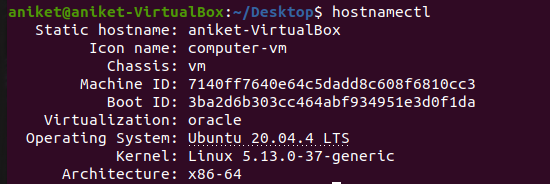 aniket@aniket-VirtualBox:~/Desktop$ hostnamectl
Static hostname: aniket-VirtualBox
Icon name: computer-vm
Chassis: vm
Machine ID: 7140ff7640e64c5dadd8c608f6810cc3
Boot ID: 3ba2d6b303cc464abf934951e3d0f1da
Virtualization: oracle
Operating System: Ubuntu 20.04.4 LTS
Kernel: Linux 5.13.0-37-generic
Architecture: x86-64